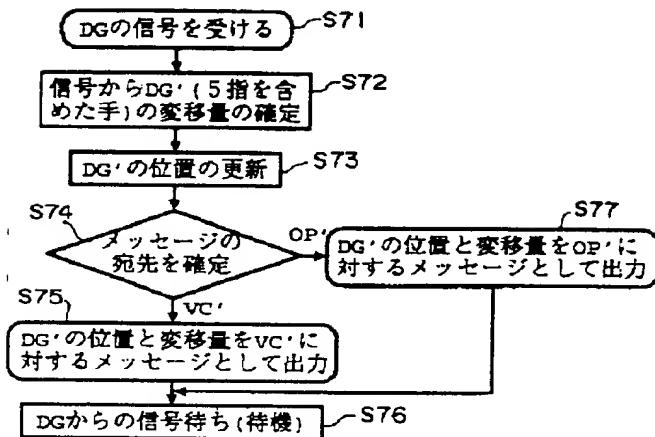 DGの信号を受ける
S71
信号からDG'(5指を含
めた手)の変移量の確定
S72
DG'の位置の更新
S73
S74
メッセージの
宛先を確定
OP'
S77
DG'の位置と変移量をOP'に
対するメッセージとして出力
VC'
S75
DG'の位置と変移量をVC'に
対するメッセージとして出力
DGからの信号待ち(待機)
S76